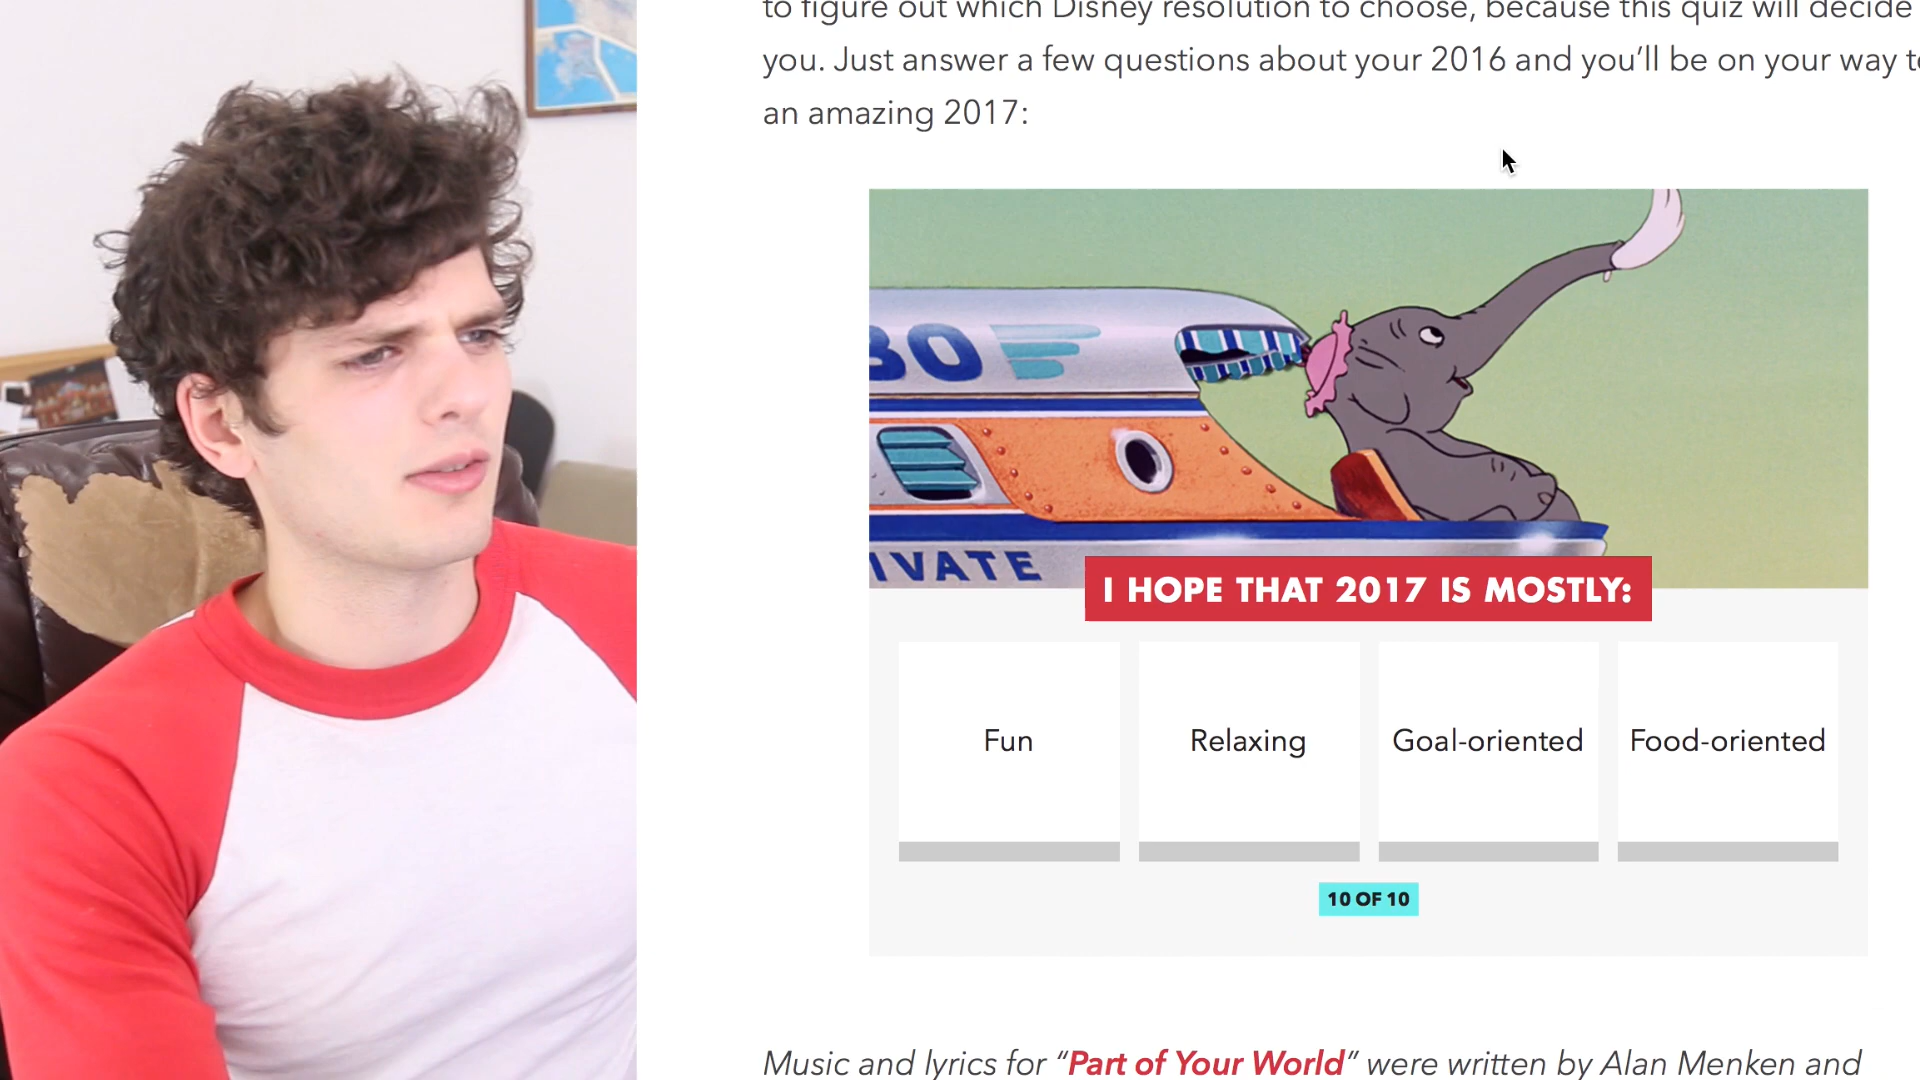 to figure out which Disney resolution to choose, because this quiz will decide
you. Just answer a few questions about your 2016 and you’ll be on your way to
an amazing 2017:
BO
IVATE
I HOPE THAT 2017 IS MOSTLY:
Fun
Relaxing
Goal-oriented
Food-oriented
10 OF 10
Music and lyrics for “Part of Your World” were written by Alan Menken and